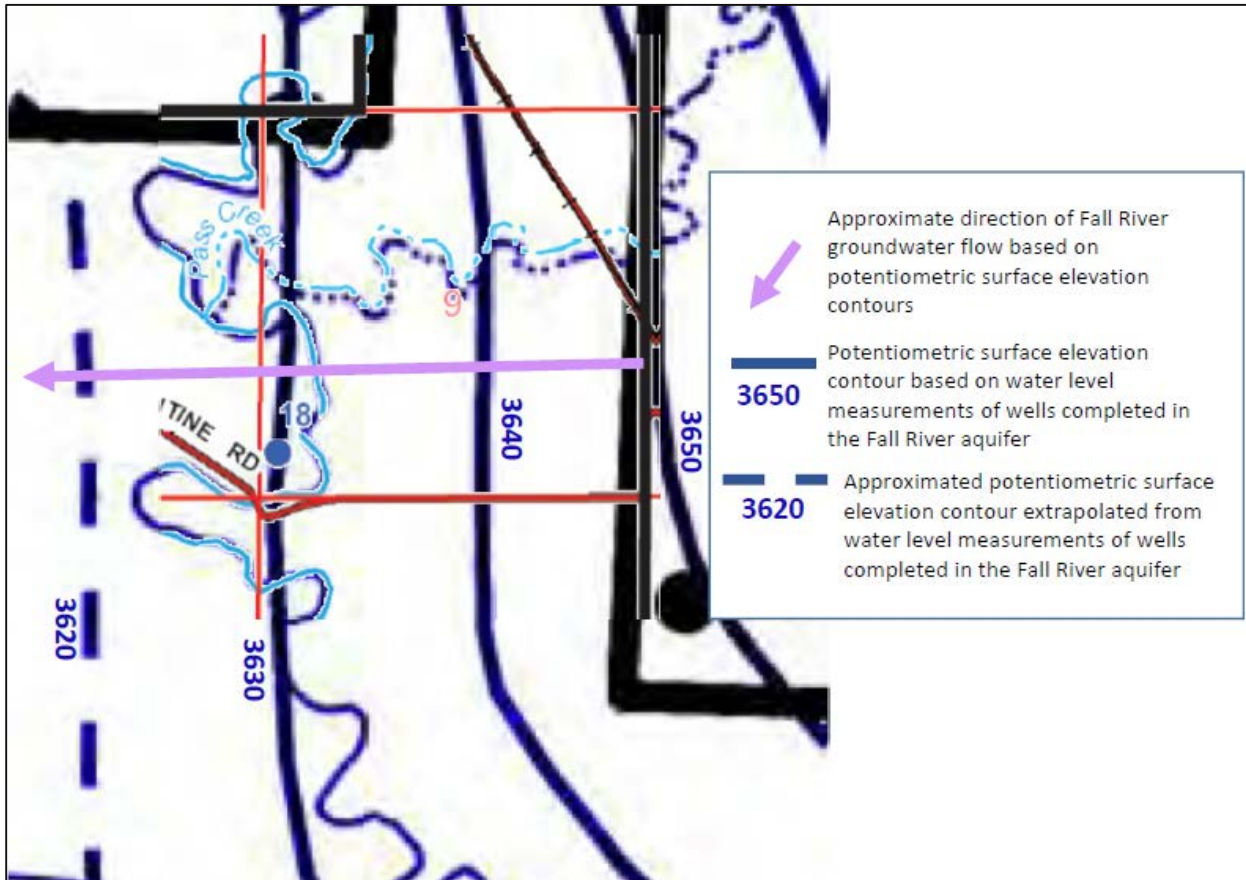 Pass Creek
9
18
TINE RD
3640
3650
3620
3630
Approximate direction of Fall River
groundwater flow based on
potentiometric surface elevation
contours
Potentiometric surface elevation
contour based on water level
measurements of wells completed in
the Fall River aquifer
3650
Approximated potentiometric surface
elevation contour extrapolated from
water level measurements of wells
completed in the Fall River aquifer
3620